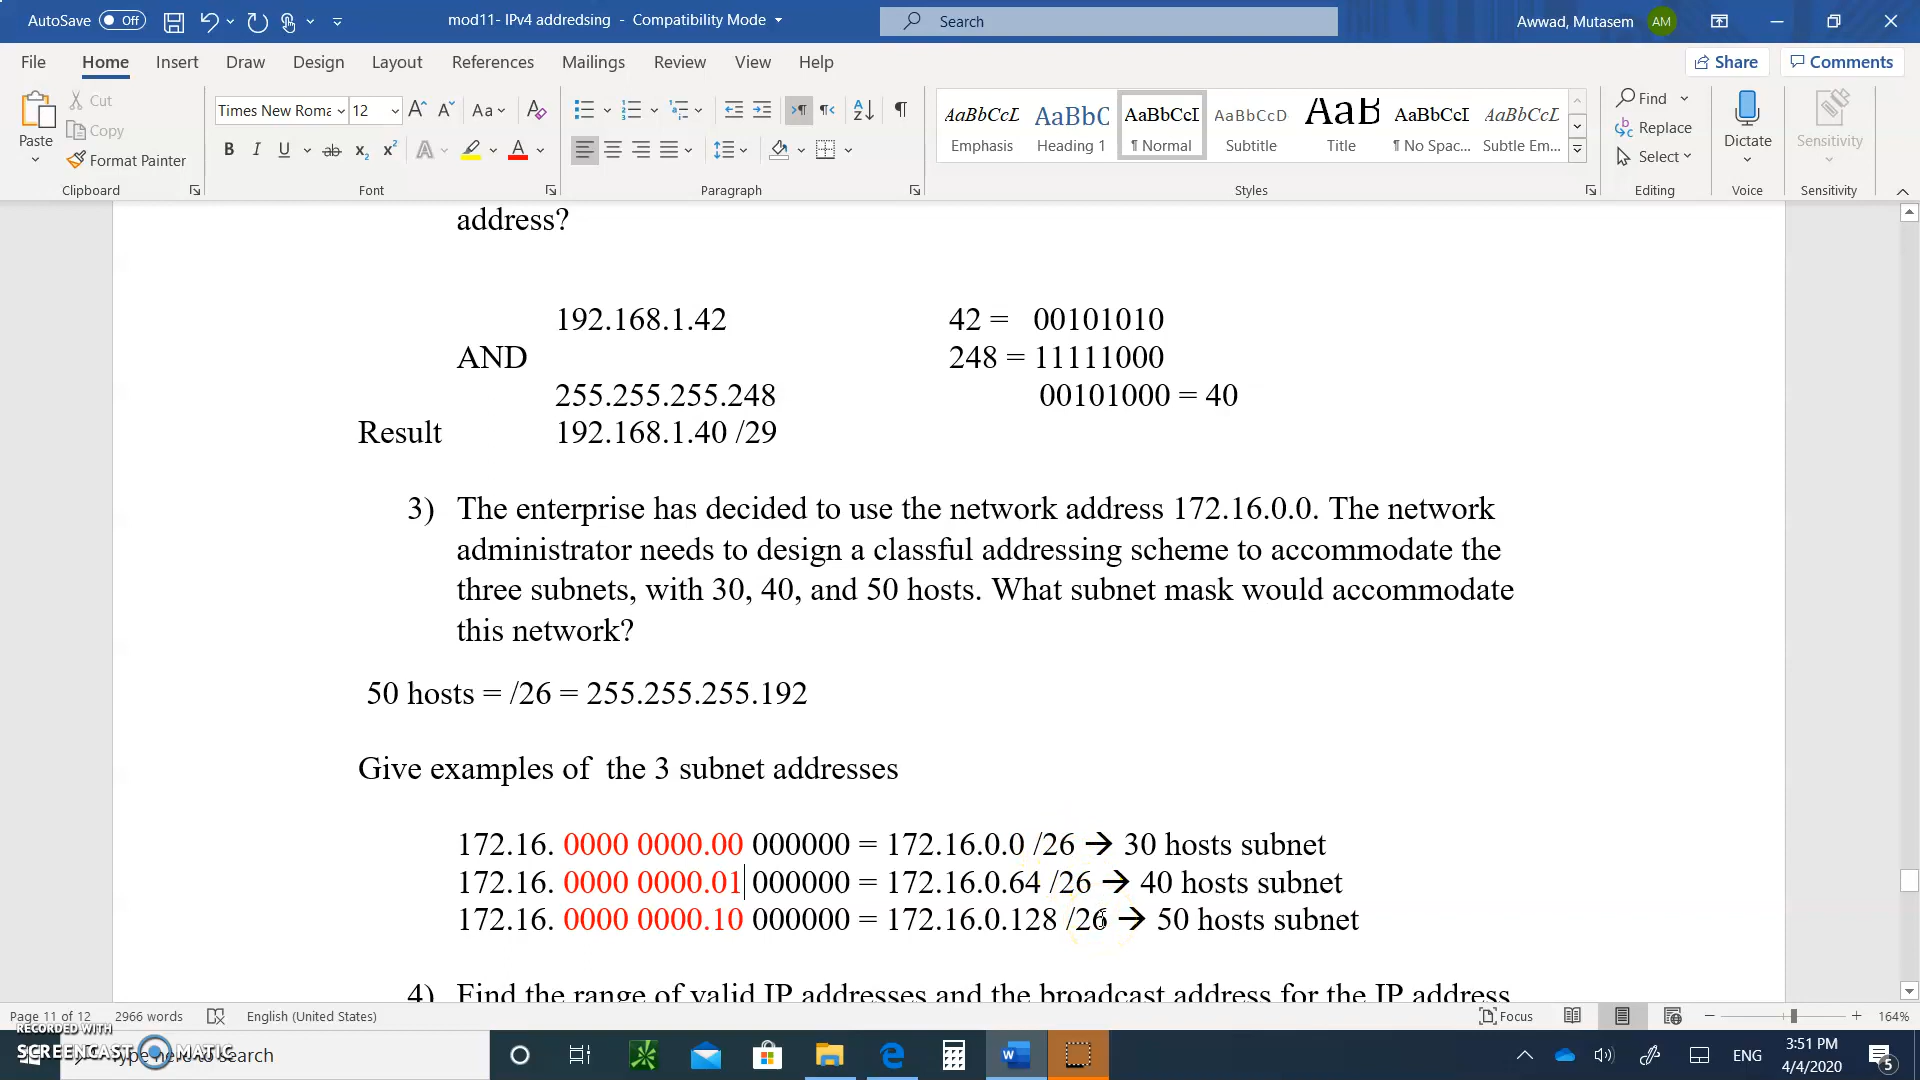 AutoSave Off mod11- IPv4 addredsing - Compatibility Mode Search Awwad, Mutasem AM
File Home Insert Draw Design Layout References Mailings Review View Help Share Comments
Paste Cut Copy Format Painter Clipboard
Times New Roma 12 Aa
B I U ab x₂ x² A A Font
Paragraph
AaBbCcL AaBbC AaBbCcI AaBbCcD AaB AaBbCcI AaBbCcL
Emphasis Heading 1 ¶ Normal Subtitle Title ¶ No Spac... Subtle Em...
Styles
Find Replace Select Editing
Dictate Voice
Sensitivity Sensitivity
address?
192.168.1.42 42 = 00101010
AND 248 = 11111000
255.255.255.248 00101000 = 40
Result 192.168.1.40 /29
3) The enterprise has decided to use the network address 172.16.0.0. The network
administrator needs to design a classful addressing scheme to accommodate the
three subnets, with 30, 40, and 50 hosts. What subnet mask would accommodate
this network?
50 hosts = /26 = 255.255.255.192
Give examples of the 3 subnet addresses
172.16. 0000 0000.00 000000 = 172.16.0.0 /26 → 30 hosts subnet
172.16. 0000 0000.01 000000 = 172.16.0.64 /26 → 40 hosts subnet
172.16. 0000 0000.10 000000 = 172.16.0.128 /26 → 50 hosts subnet
4) Find the range of valid IP addresses and the broadcast address for the IP address
Page 11 of 12 2966 words English (United States) Focus 164%
RECORDED WITH
SCREENCAST MATIC
Type here to search
ENG 3:51 PM
4/4/2020 5